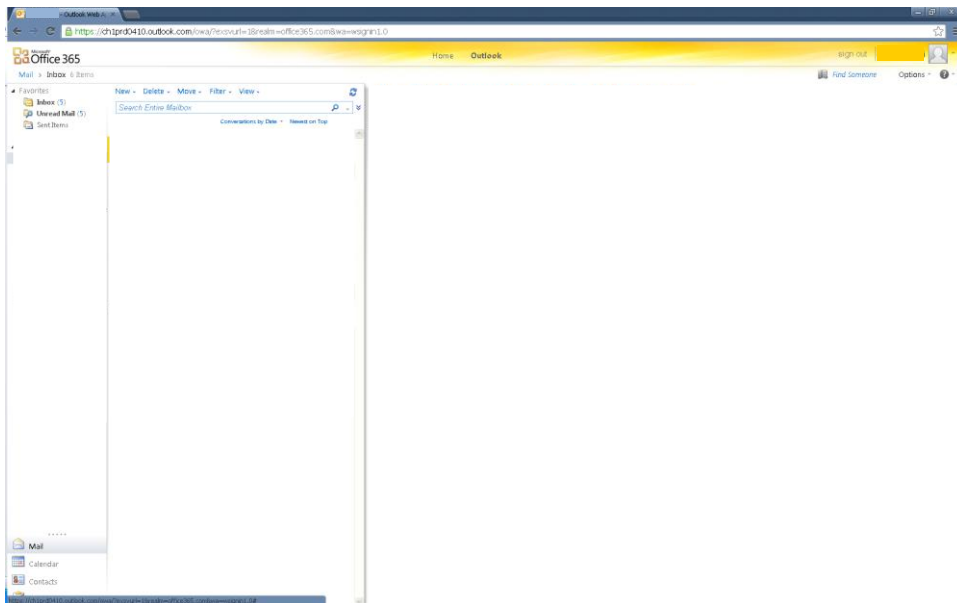 Outlook Web A
https://ch1prd0410.outlook.com/owa/?exsvurl=1&realm=office365.com&wa=wsignin1.0
Microsoft
Office 365
Home Outlook
sign out
Mail > Inbox 6 Items
Find Someone Options
Favorites
Inbox (5)
Unread Mail (5)
Sent Items
New Delete Move Filter View
Search Entire Mailbox
Conversations by Date Newest on Top
Mail
Calendar
Contacts